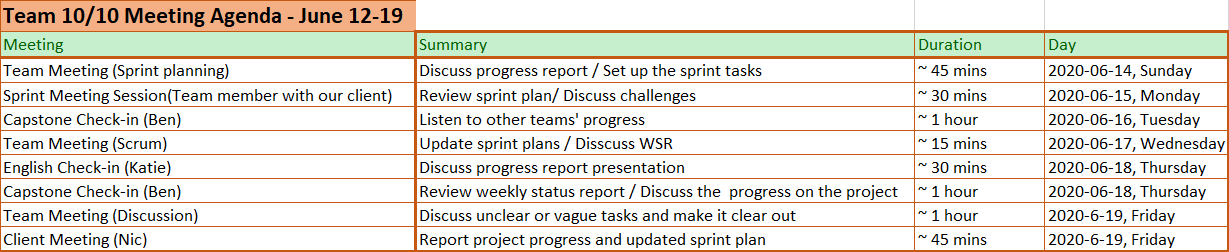 Team 10/10 Meeting Agenda - June 12-19
Meeting Summary Duration Day
Team Meeting (Sprint planning) Discuss progress report / Set up the sprint tasks ~ 45 mins 2020-06-14, Sunday
Sprint Meeting Session(Team member with our client) Review sprint plan/ Discuss challenges ~ 30 mins 2020-06-15, Monday
Capstone Check-in (Ben) Listen to other teams' progress ~ 1 hour 2020-06-16, Tuesday
Team Meeting (Scrum) Update sprint plans / Disscuss WSR ~ 15 mins 2020-06-17, Wednesday
English Check-in (Katie) Discuss progress report presentation ~ 30 mins 2020-06-18, Thursday
Capstone Check-in (Ben) Review weekly status report / Discuss the  progress on the project ~ 1 hour 2020-06-18, Thursday
Team Meeting (Discussion) Discuss unclear or vague tasks and make it clear out ~ 1 hour 2020-6-19, Friday
Client Meeting (Nic) Report project progress and updated sprint plan ~ 45 mins 2020-6-19, Friday